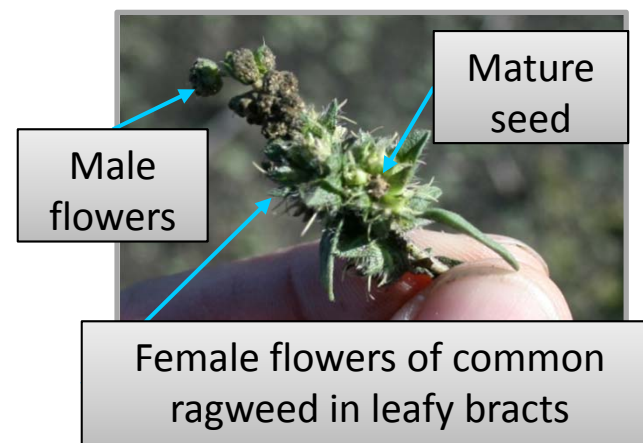 Mature
seed
Male
flowers
Female flowers of common
ragweed in leafy bracts